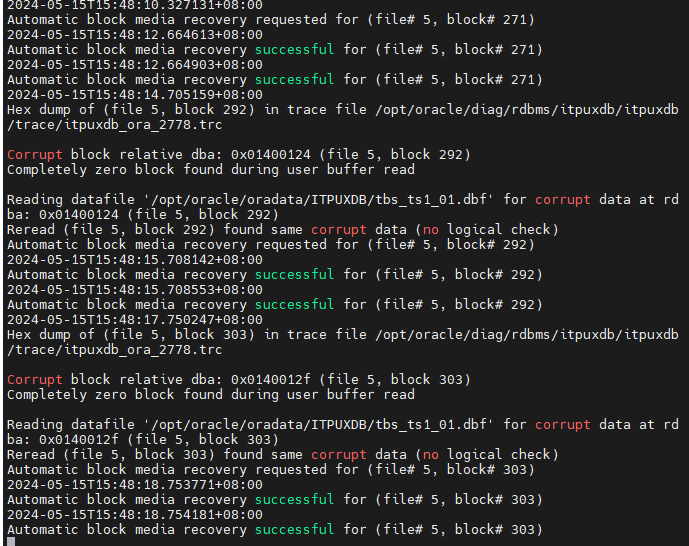 2024-05-15T15:48:10.327131+08:00
Automatic block media recovery requested for (file# 5, block# 271)
2024-05-15T15:48:12.664613+08:00
Automatic block media recovery successful for (file# 5, block# 271)
2024-05-15T15:48:12.664903+08:00
Automatic block media recovery successful for (file# 5, block# 271)
2024-05-15T15:48:14.705159+08:00
Hex dump of (file 5, block 292) in trace file /opt/oracle/diag/rdbms/itpuxdb/itpuxdb
/trace/itpuxdb_ora_2778.trc
Corrupt block relative dba: 0x01400124 (file 5, block 292)
Completely zero block found during user buffer read
Reading datafile '/opt/oracle/oradata/ITPUXDB/tbs_ts1_01.dbf' for corrupt data at rd
ba: 0x01400124 (file 5, block 292)
Reread (file 5, block 292) found same corrupt data (no logical check)
Automatic block media recovery requested for (file# 5, block# 292)
2024-05-15T15:48:15.708142+08:00
Automatic block media recovery successful for (file# 5, block# 292)
2024-05-15T15:48:15.708553+08:00
Automatic block media recovery successful for (file# 5, block# 292)
2024-05-15T15:48:17.750247+08:00
Hex dump of (file 5, block 303) in trace file /opt/oracle/diag/rdbms/itpuxdb/itpuxdb
/trace/itpuxdb_ora_2778.trc
Corrupt block relative dba: 0x0140012f (file 5, block 303)
Completely zero block found during user buffer read
Reading datafile '/opt/oracle/oradata/ITPUXDB/tbs_ts1_01.dbf' for corrupt data at rd
ba: 0x0140012f (file 5, block 303)
Reread (file 5, block 303) found same corrupt data (no logical check)
Automatic block media recovery requested for (file# 5, block# 303)
2024-05-15T15:48:18.753771+08:00
Automatic block media recovery successful for (file# 5, block# 303)
2024-05-15T15:48:18.754181+08:00
Automatic block media recovery successful for (file# 5, block# 303)